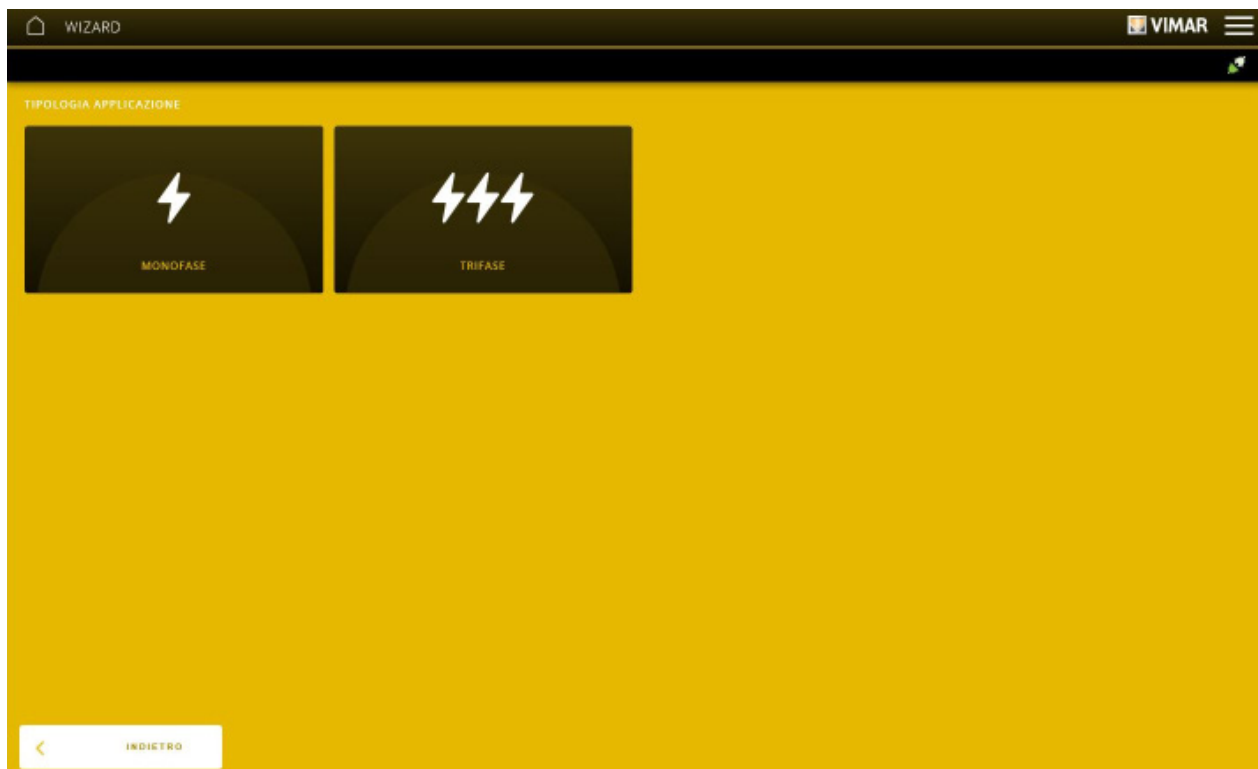 WIZARD
VIMAR
TIPOLOGIA APPLICAZIONE
MONOFASE
TRIFASE
INDIETRO